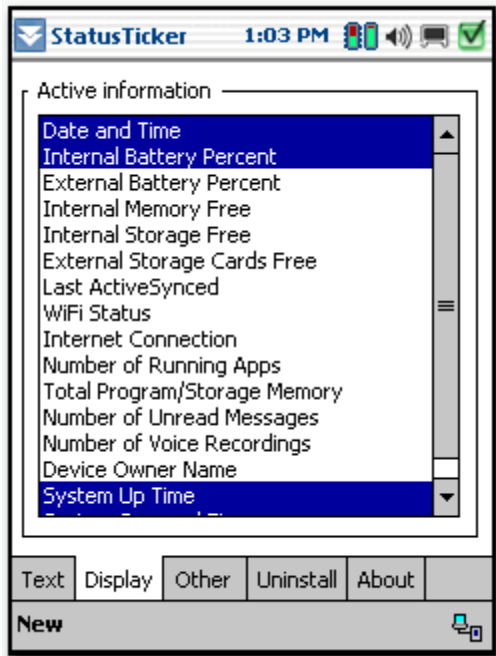 StatusTicker 1:03 PM
Active information
Date and Time
Internal Battery Percent
External Battery Percent
Internal Memory Free
Internal Storage Free
External Storage Cards Free
Last ActiveSynced
WiFi Status
Internet Connection
Number of Running Apps
Total Program/Storage Memory
Number of Unread Messages
Number of Voice Recordings
Device Owner Name
System Up Time
Text Display Other Uninstall About
New